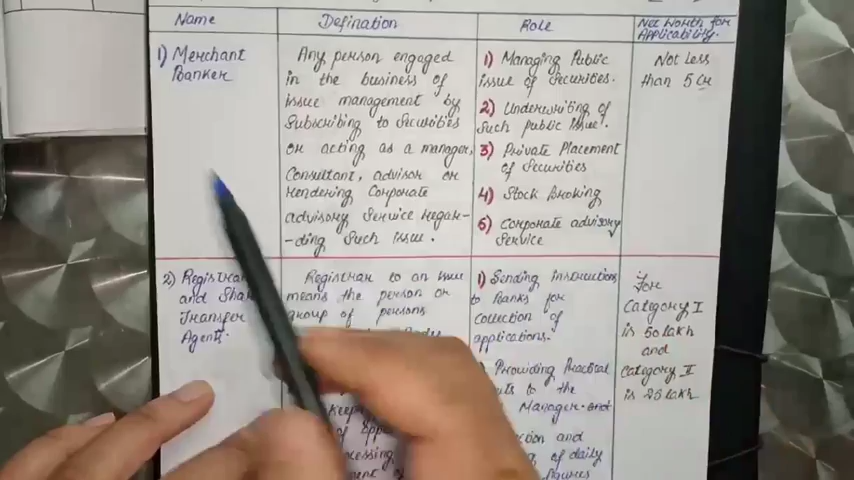 Name
Defination
Role
Net Worth for
Applicability.
1) Merchant
Banker
Any person engaged
in the business of
issue management by
Subscribing to Securities
or acting as a manager,
Consultant, advisor or
rendering Corporate
advisory Service regar-
-ding Such issue.
1) Managing Public
issue of Securities.
2) Underwriting of
Such public issue.
3) Private Placement
of Securities
4) Stock Broking
5) Corporate advisory
Service
Not Less
than 5 Cr
2) Registrar
and Share
Transfer
Agent.
Registrar to an issue
means the person or
group of persons
1) Sending instructions
to Banks for
collection of
applications.
Providing Practical
to the
Manager and
and
of daily
For
Category I
is 50 lakh
and
Category II
is 25 lakh